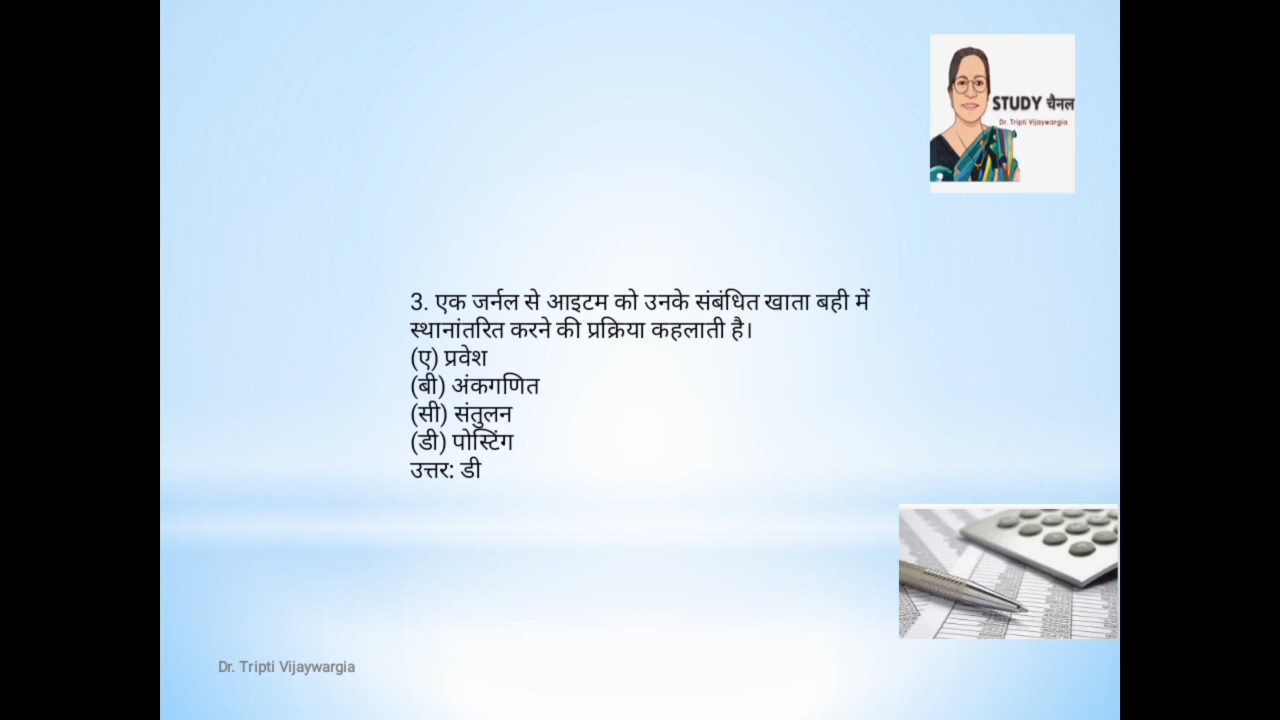 STUDY चैनल
Dr. Tripti Vijaywargia
3. एक जर्नल से आइटम को उनके संबंधित खाता बही में
स्थानांतरित करने की प्रक्रिया कहलाती है।
(ए) प्रवेश
(बी) अंकगणित
(सी) संतुलन
(डी) पोस्टिंग
उत्तर: डी
Dr. Tripti Vijaywargia